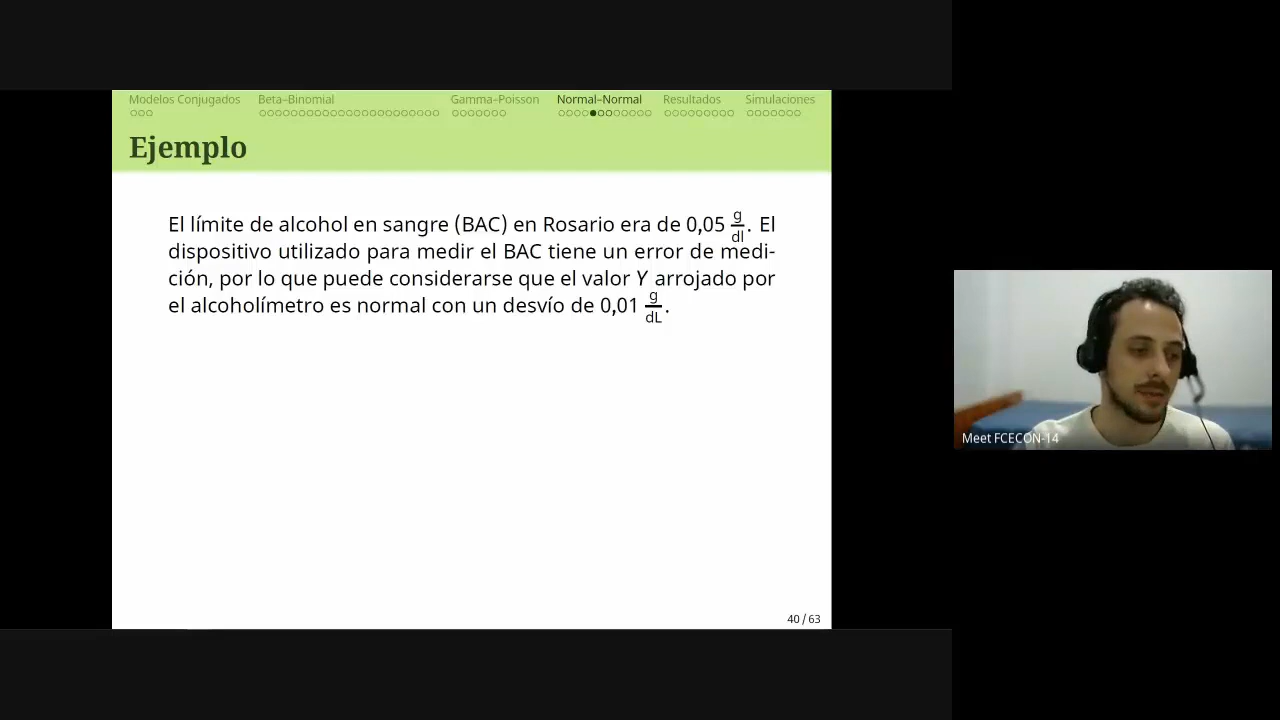 Modelos Conjugados Beta–Binomial Gamma–Poisson Normal–Normal Resultados Simulaciones
Ejemplo
El límite de alcohol en sangre (BAC) en Rosario era de 0,05 g/dl. El
dispositivo utilizado para medir el BAC tiene un error de medi-
ción, por lo que puede considerarse que el valor Y arrojado por
el alcoholímetro es normal con un desvío de 0,01 g/dL.
40 / 63
Meet FCECON-14